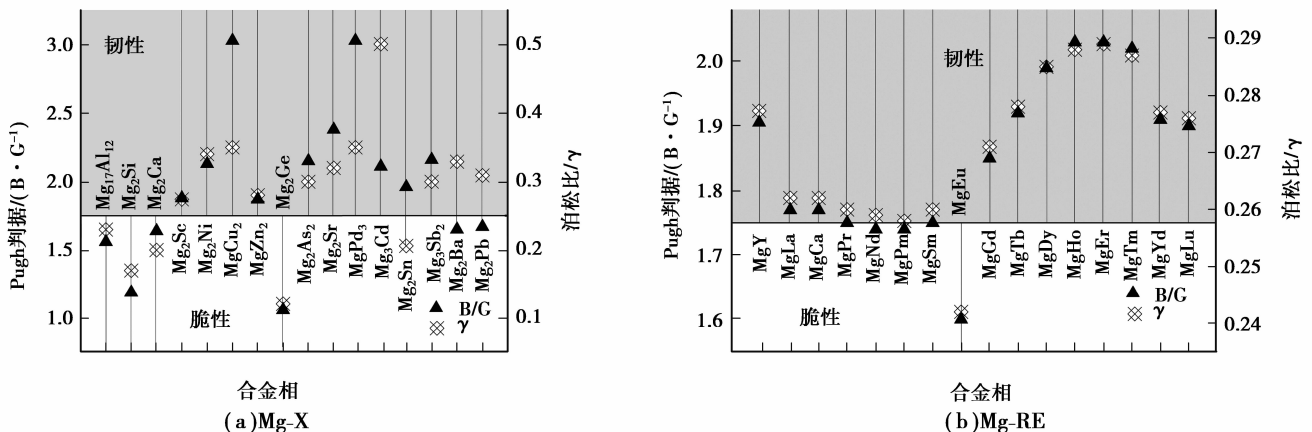 3.0
2.5
2.0
1.5
1.0
Pugh判据/(B·G⁻¹)
0.5
0.4
0.3
0.2
0.1
泊松比/γ
韧性
脆性
Mg₁₇Al₁₂
Mg₂Si
Mg₂Ca
Mg₂Sc
Mg₂Ni
MgCu₂
MgZn₂
Mg₂Ge
Mg₂As₂
Mg₂Sr
MgPd₃
Mg₃Cd
Mg₂Sn
Mg₃Sb₂
Mg₂Ba
Mg₂Pb
B/G
γ
合金相
(a)Mg-X
2.0
1.9
1.8
1.7
1.6
Pugh判据/(B·G⁻¹)
0.29
0.28
0.27
0.26
0.25
0.24
泊松比/γ
韧性
脆性
MgY
MgLa
MgCa
MgPr
MgNd
MgPm
MgSm
MgEu
MgGd
MgTb
MgDy
MgHo
MgEr
MgTm
MgYd
MgLu
B/G
γ
合金相
(b)Mg-RE